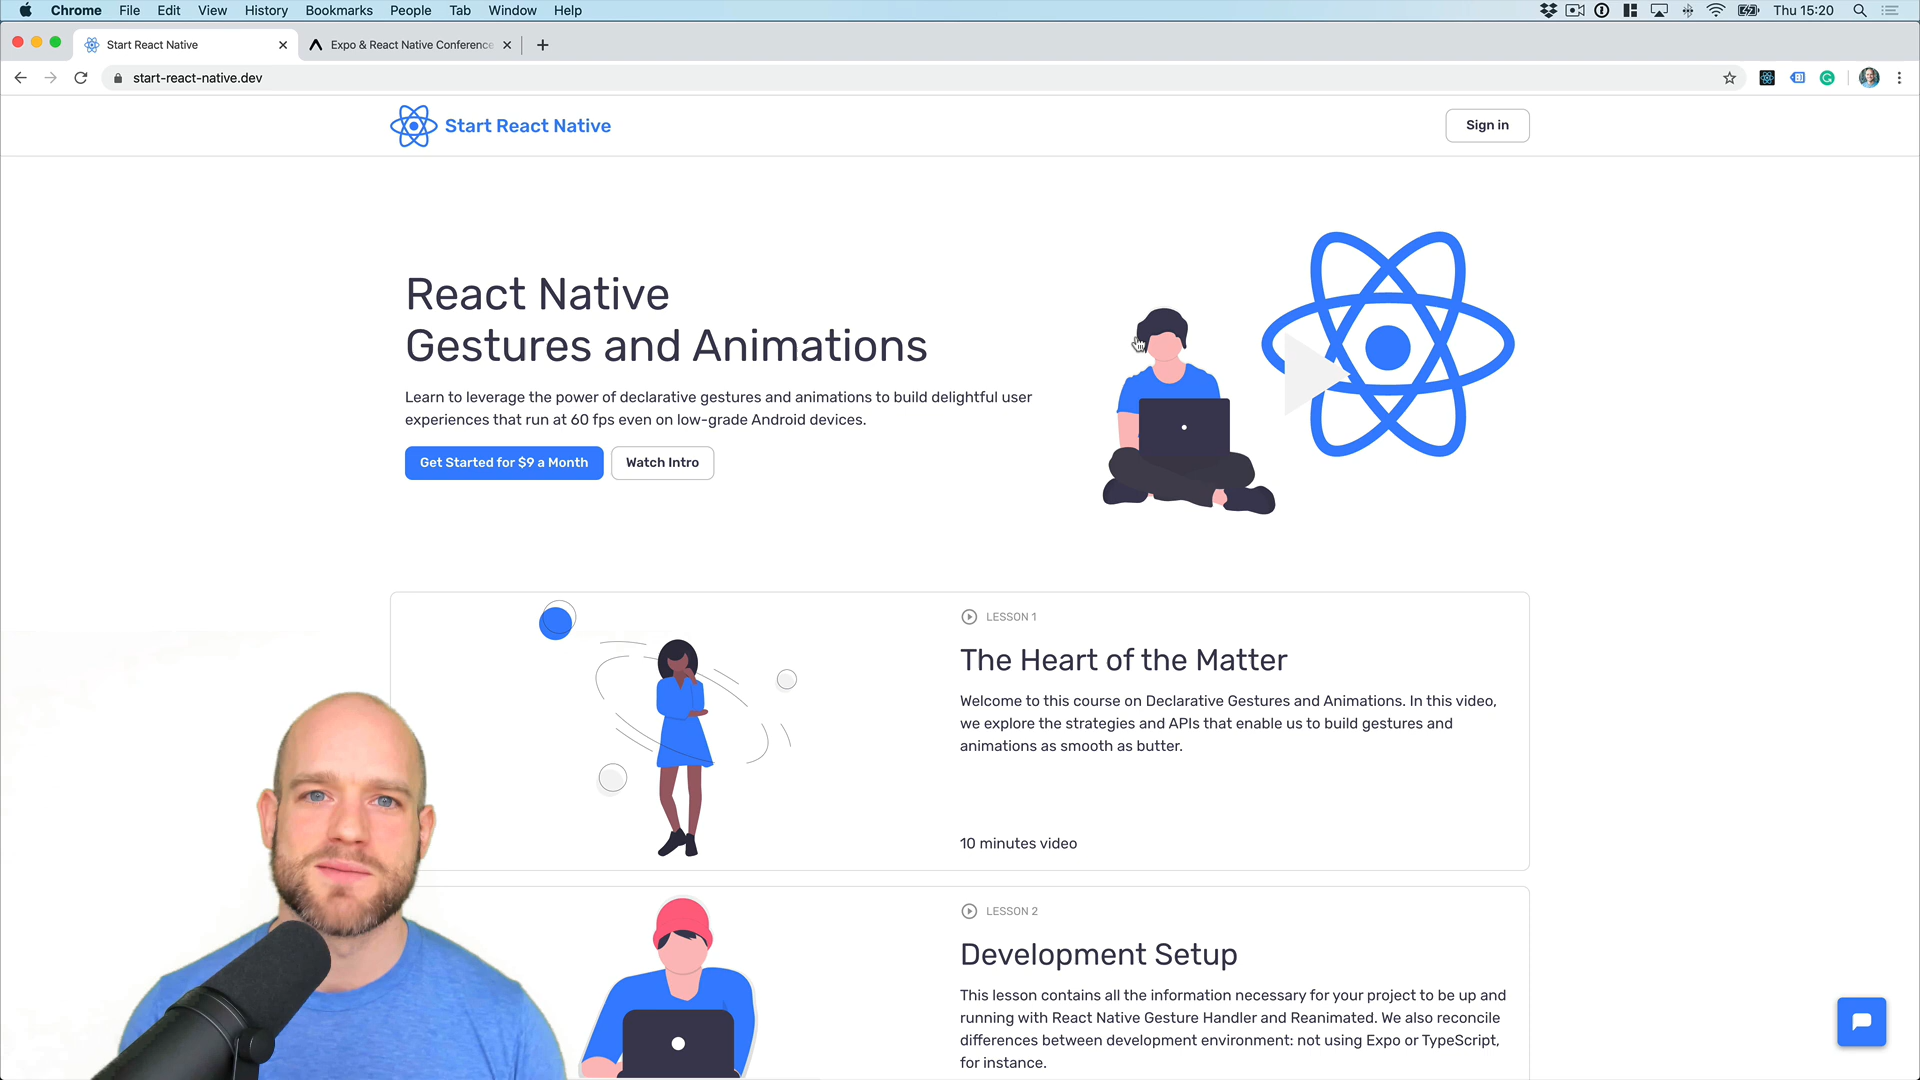 Chrome File Edit View History Bookmarks People Tab Window Help Thu 15:20
Start React Native
Expo & React Native Conference
start-react-native.dev
Start React Native
Sign in
React Native
Gestures and Animations
Learn to leverage the power of declarative gestures and animations to build delightful user
experiences that run at 60 fps even on low-grade Android devices.
Get Started for $9 a Month
Watch Intro
LESSON 1
The Heart of the Matter
Welcome to this course on Declarative Gestures and Animations. In this video,
we explore the strategies and APIs that enable us to build gestures and
animations as smooth as butter.
10 minutes video
LESSON 2
Development Setup
This lesson contains all the information necessary for your project to be up and
running with React Native Gesture Handler and Reanimated. We also reconcile
differences between development environment: not using Expo or TypeScript,
for instance.